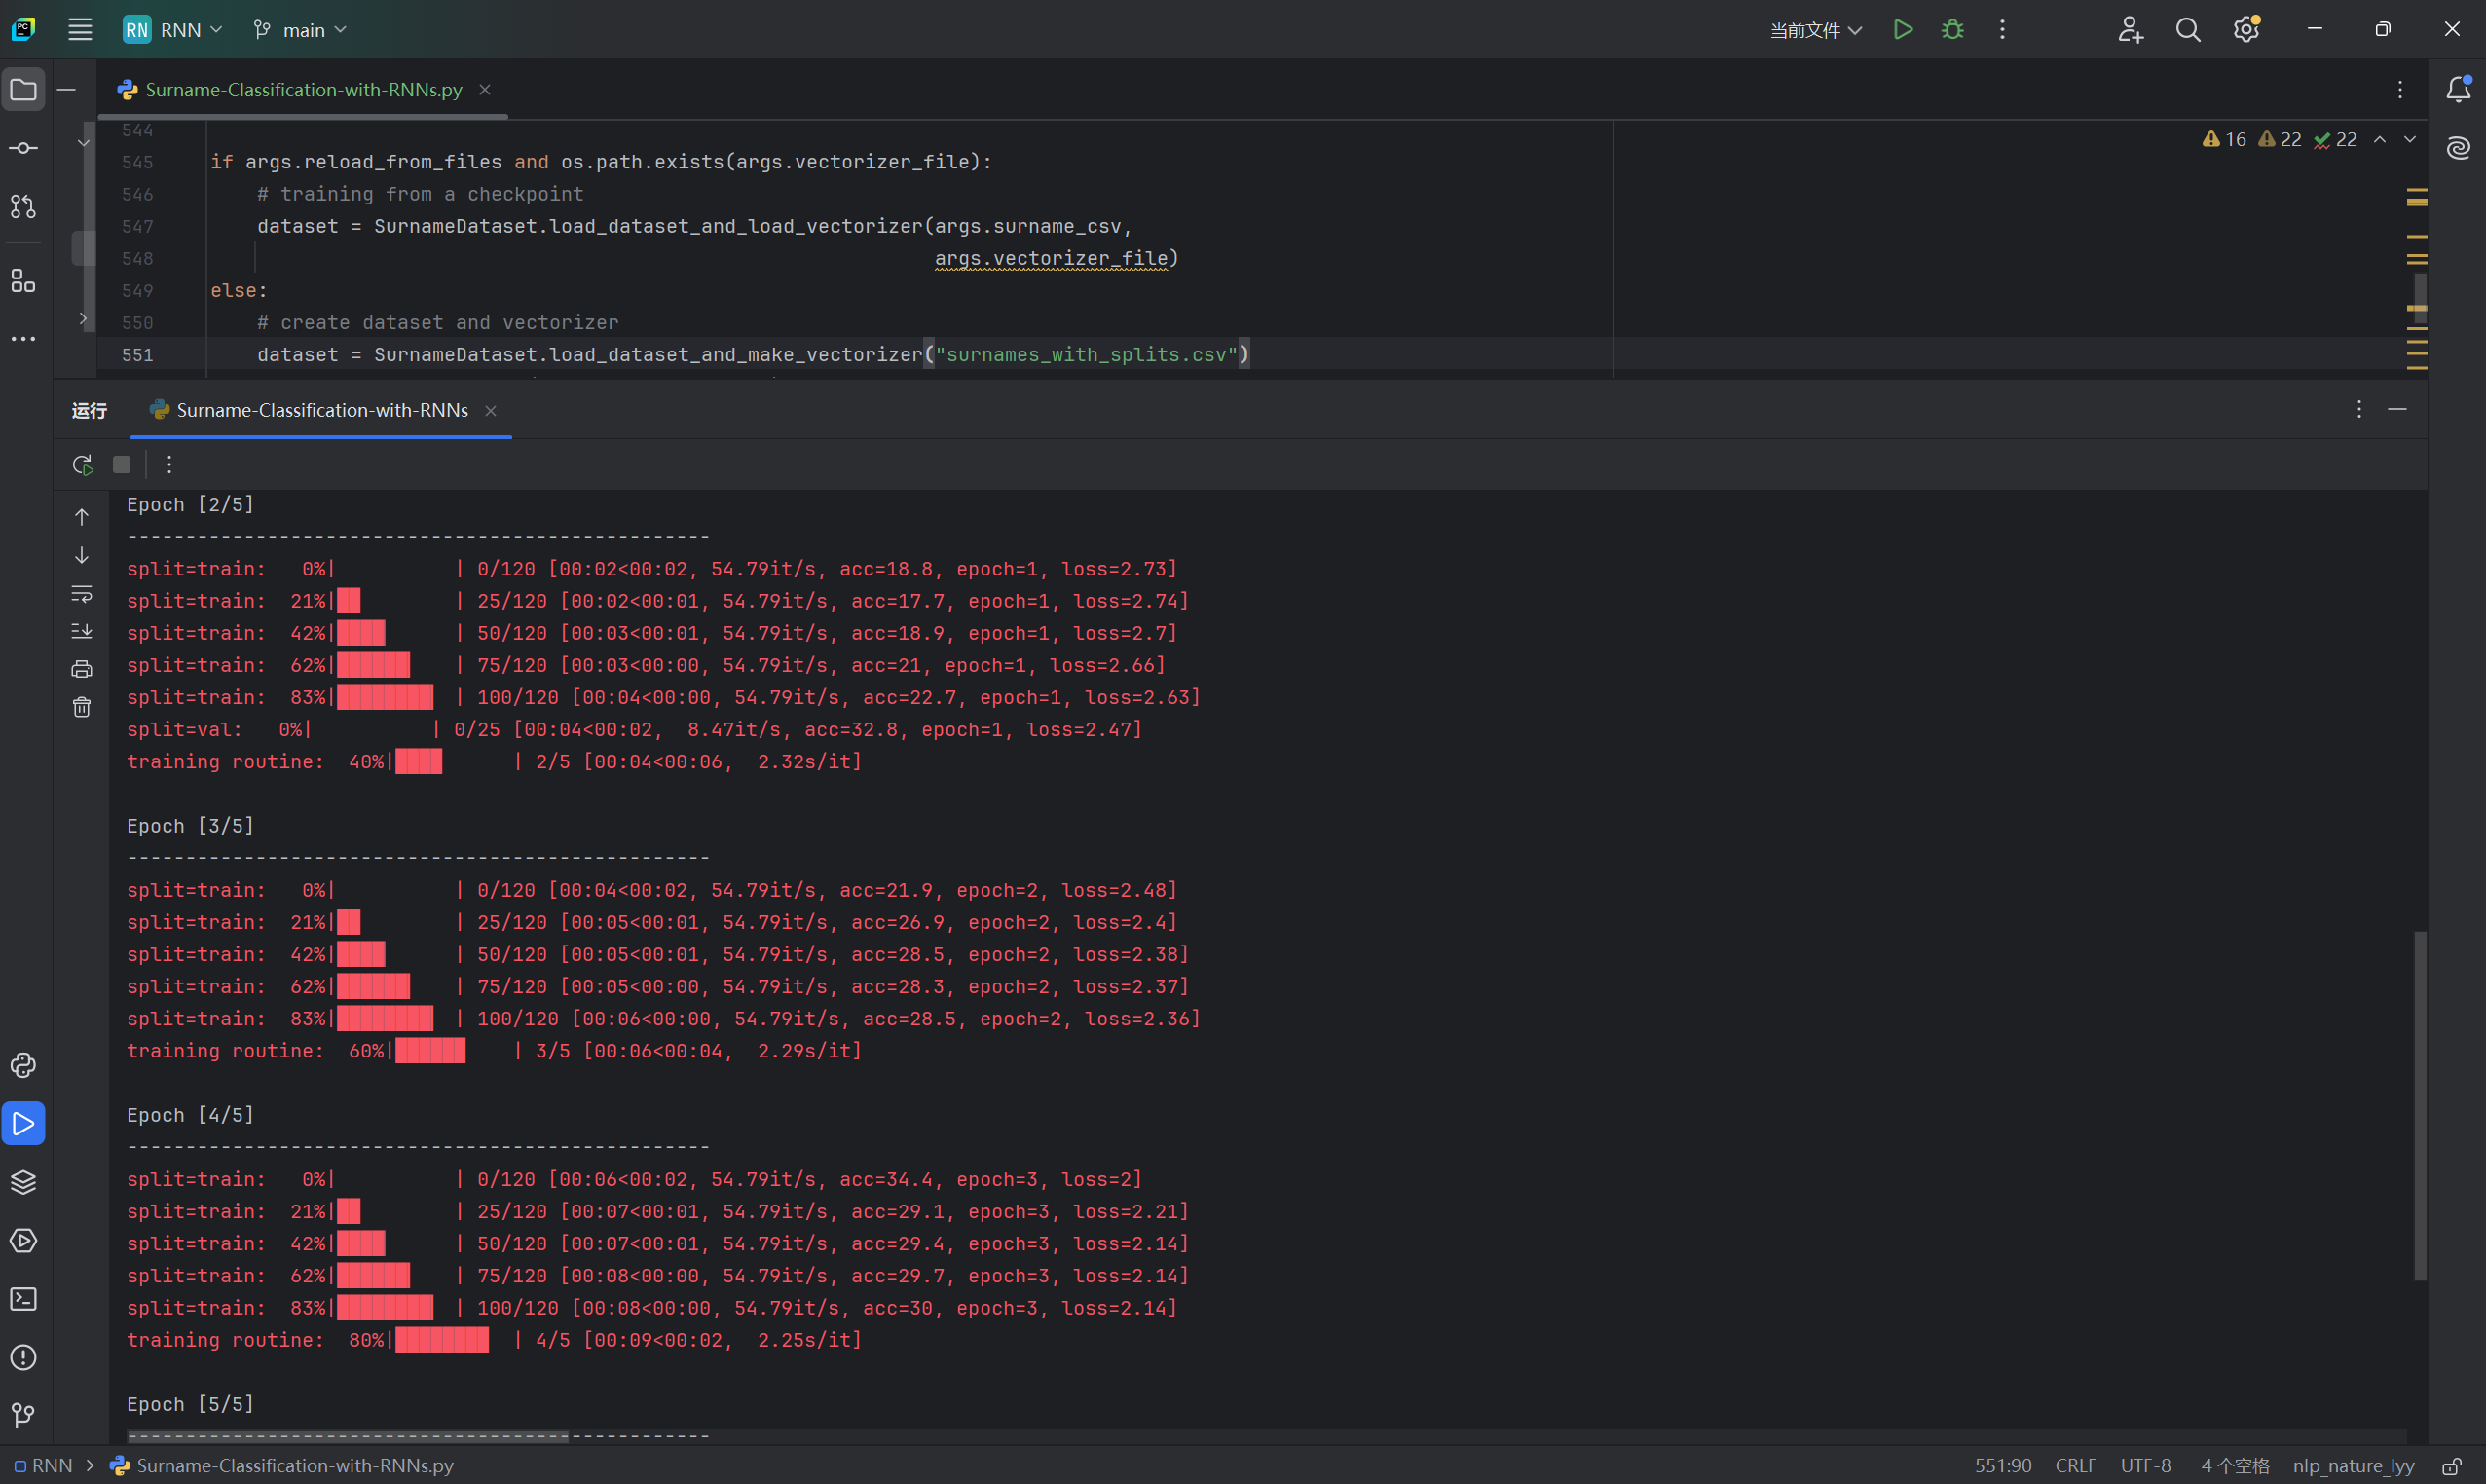 RN RNN main 当前文件
Surname-Classification-with-RNNs.py
544
16 22 22
545 if args.reload_from_files and os.path.exists(args.vectorizer_file):
546 # training from a checkpoint
547 dataset = SurnameDataset.load_dataset_and_load_vectorizer(args.surname_csv,
548 args.vectorizer_file)
549 else:
550 # create dataset and vectorizer
551 dataset = SurnameDataset.load_dataset_and_make_vectorizer("surnames_with_splits.csv")
运行 Surname-Classification-with-RNNs
Epoch [2/5]
--------------------------------------------------
split=train:   0%|          | 0/120 [00:02<00:02, 54.79it/s, acc=18.8, epoch=1, loss=2.73]
split=train:  21%|██        | 25/120 [00:02<00:01, 54.79it/s, acc=17.7, epoch=1, loss=2.74]
split=train:  42%|████      | 50/120 [00:03<00:01, 54.79it/s, acc=18.9, epoch=1, loss=2.7]
split=train:  62%|██████    | 75/120 [00:03<00:00, 54.79it/s, acc=21, epoch=1, loss=2.66]
split=train:  83%|████████  | 100/120 [00:04<00:00, 54.79it/s, acc=22.7, epoch=1, loss=2.63]
split=val:   0%|          | 0/25 [00:04<00:02,  8.47it/s, acc=32.8, epoch=1, loss=2.47]
training routine:  40%|████      | 2/5 [00:04<00:06,  2.32s/it]
Epoch [3/5]
--------------------------------------------------
split=train:   0%|          | 0/120 [00:04<00:02, 54.79it/s, acc=21.9, epoch=2, loss=2.48]
split=train:  21%|██        | 25/120 [00:05<00:01, 54.79it/s, acc=26.9, epoch=2, loss=2.4]
split=train:  42%|████      | 50/120 [00:05<00:01, 54.79it/s, acc=28.5, epoch=2, loss=2.38]
split=train:  62%|██████    | 75/120 [00:05<00:00, 54.79it/s, acc=28.3, epoch=2, loss=2.37]
split=train:  83%|████████  | 100/120 [00:06<00:00, 54.79it/s, acc=28.5, epoch=2, loss=2.36]
training routine:  60%|██████    | 3/5 [00:06<00:04,  2.29s/it]
Epoch [4/5]
--------------------------------------------------
split=train:   0%|          | 0/120 [00:06<00:02, 54.79it/s, acc=34.4, epoch=3, loss=2]
split=train:  21%|██        | 25/120 [00:07<00:01, 54.79it/s, acc=29.1, epoch=3, loss=2.21]
split=train:  42%|████      | 50/120 [00:07<00:01, 54.79it/s, acc=29.4, epoch=3, loss=2.14]
split=train:  62%|██████    | 75/120 [00:08<00:00, 54.79it/s, acc=29.7, epoch=3, loss=2.14]
split=train:  83%|████████  | 100/120 [00:08<00:00, 54.79it/s, acc=30, epoch=3, loss=2.14]
training routine:  80%|████████  | 4/5 [00:09<00:02,  2.25s/it]
Epoch [5/5]
--------------------------------------------------
RNN > Surname-Classification-with-RNNs.py 551:90 CRLF UTF-8 4 个空格 nlp_nature_lyy